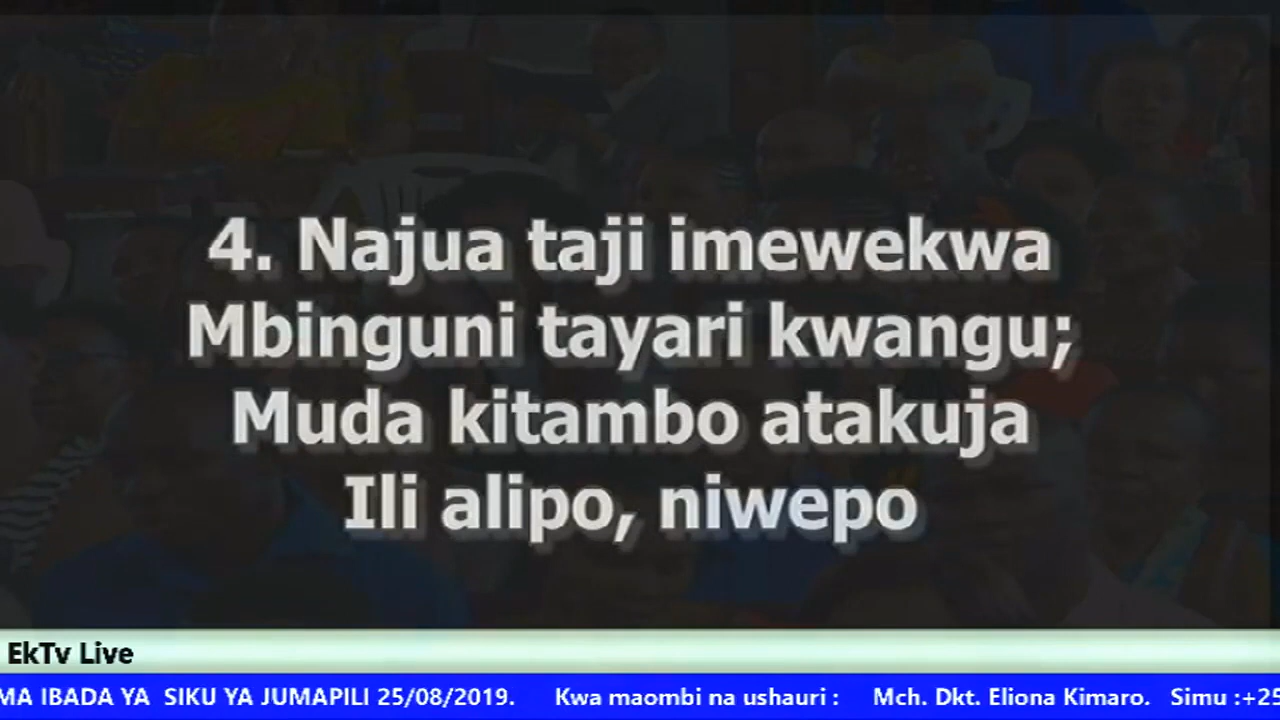 4. Najua taji imewekwa
Mbinguni tayari kwangu;
Muda kitambo atakuja
Ili alipo, niwepo
EkTv Live
MA IBADA YA SIKU YA JUMAPILI 25/08/2019. Kwa maombi na ushauri : Mch. Dkt. Eliona Kimaro. Simu :+25